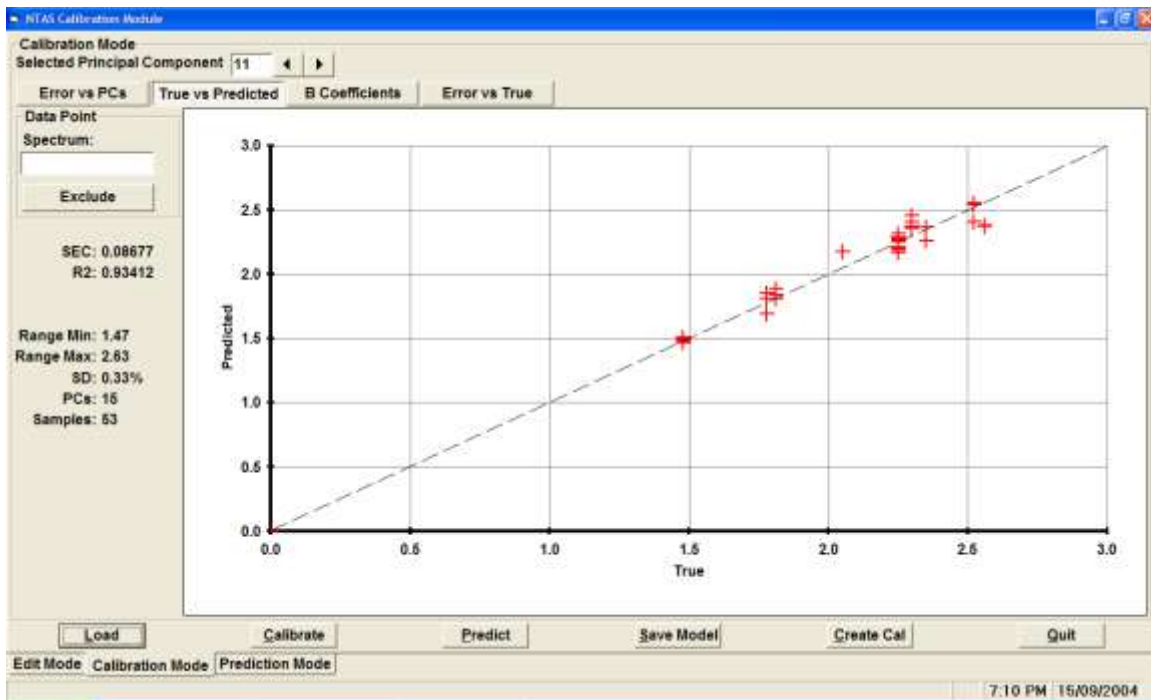 NTAS Calibration Module
Calibration Mode
Selected Principal Component 11
Error vs PCs True vs Predicted B Coefficients Error vs True
Data Point
Spectrum:
Exclude
SEC: 0.08677
R2: 0.93412
Range Min: 1.47
Range Max: 2.63
SD: 0.33%
PCs: 15
Samples: 53
3.0
2.5
2.0
1.5
1.0
0.5
0.0
Predicted
0.0 0.5 1.0 1.5 2.0 2.5 3.0
True
Load Calibrate Predict Save Model Create Cal Quit
Edit Mode Calibration Mode Prediction Mode
7:10 PM 15/09/2004